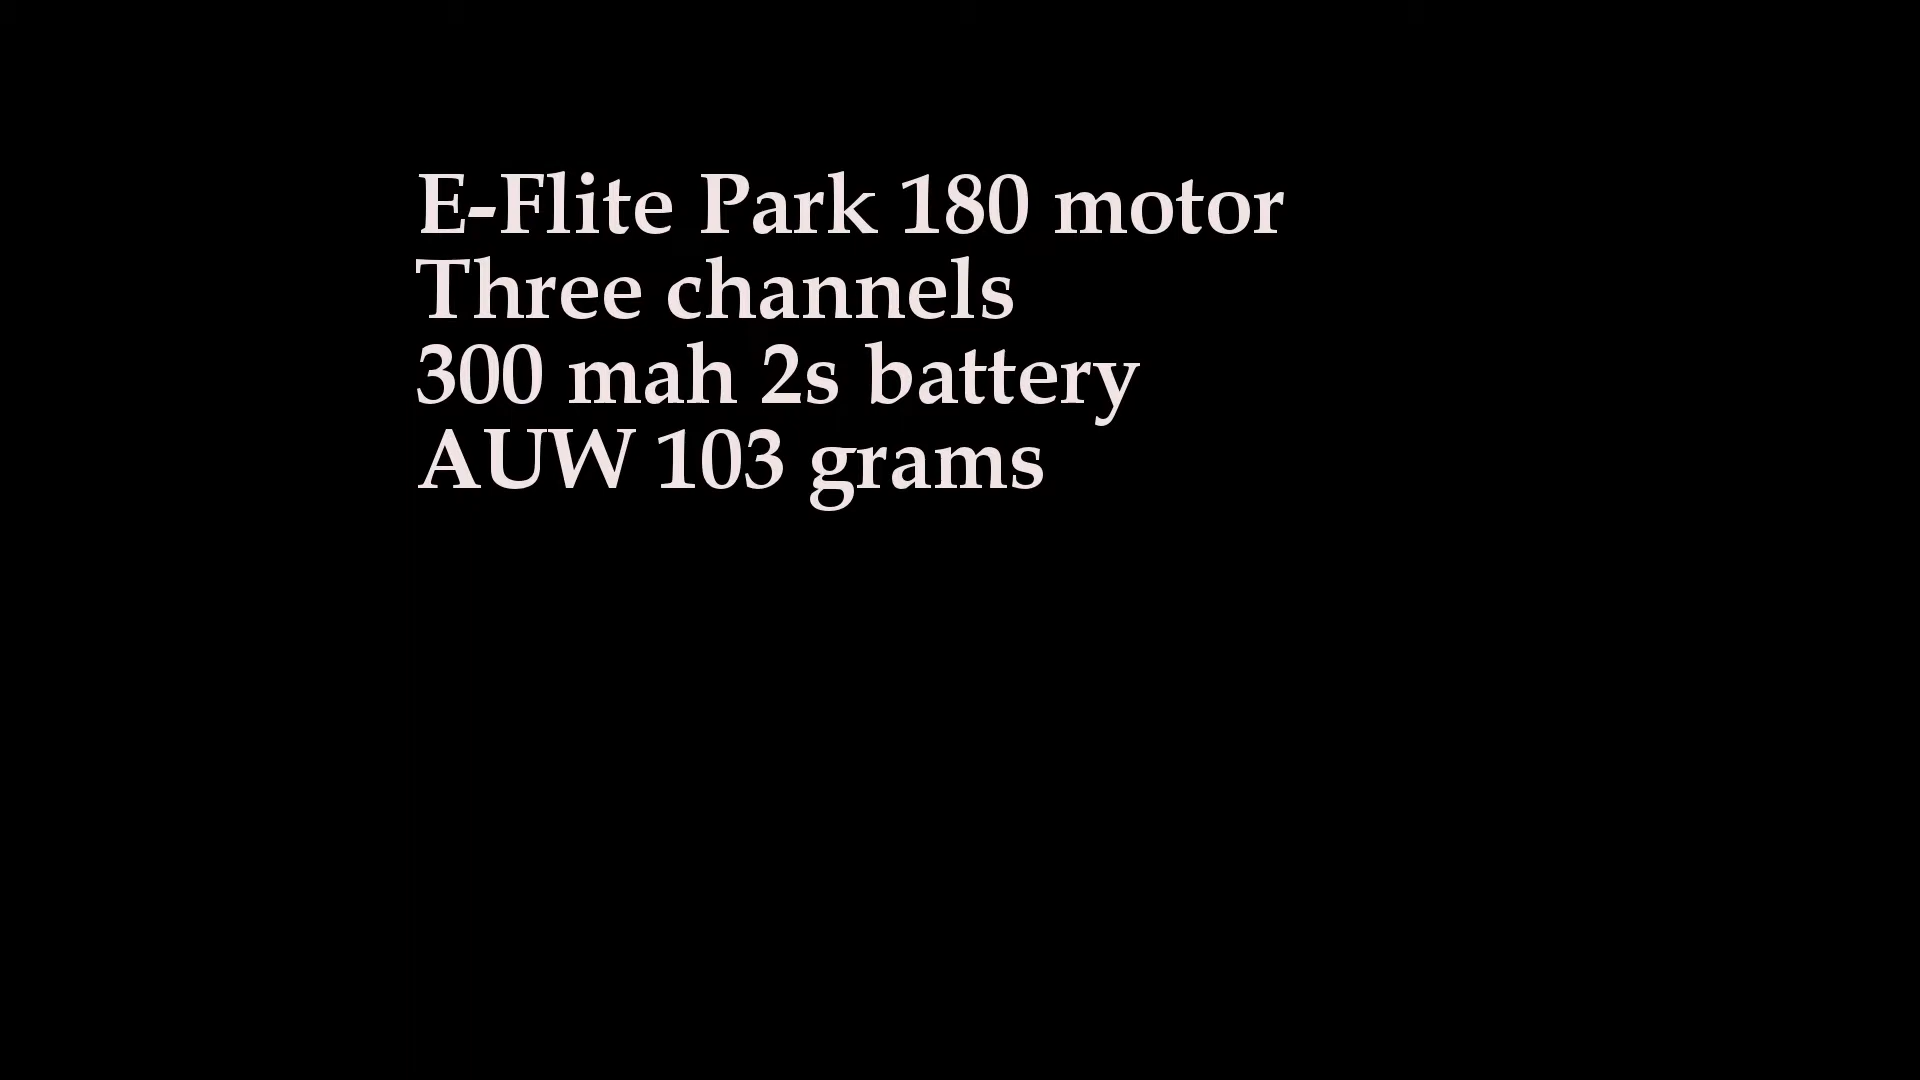 E-Flite Park 180 motor
Three channels
300 mah 2s battery
AUW 103 grams